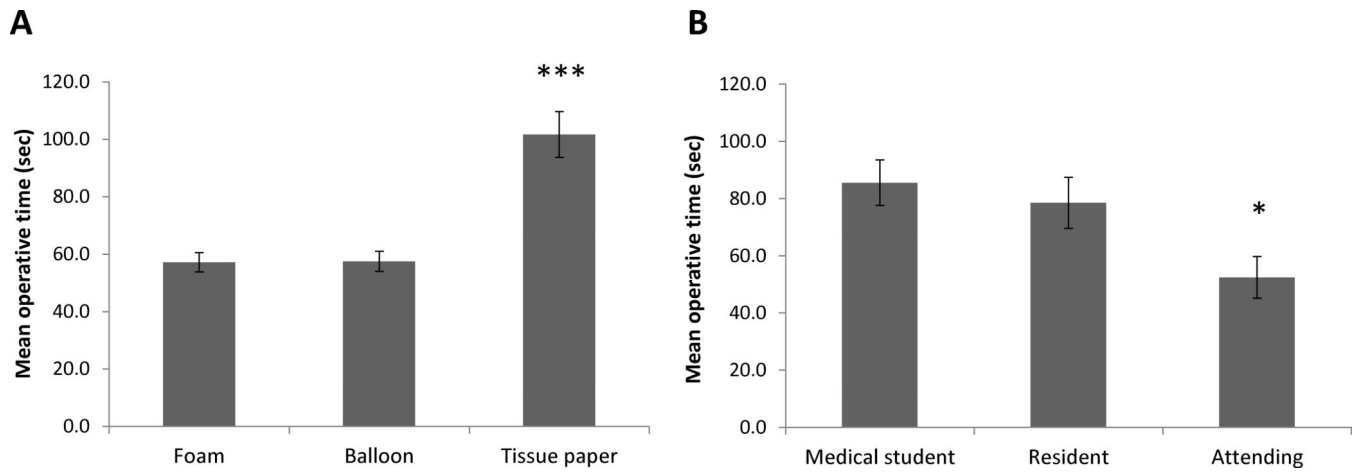 A
Mean operative time (sec)
120.0
100.0
80.0
60.0
40.0
20.0
0.0
***
Foam
Balloon
Tissue paper
B
Mean operative time (sec)
120.0
100.0
80.0
60.0
40.0
20.0
0.0
*
Medical student
Resident
Attending